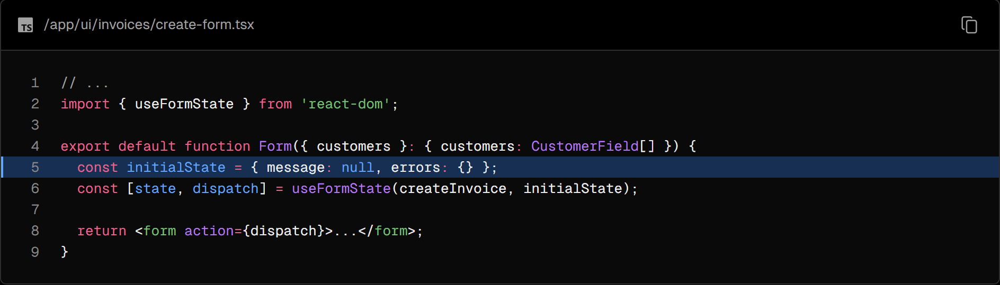 TS /app/ui/invoices/create-form.tsx
1 // ...
2 import { useFormState } from 'react-dom';
3
4 export default function Form({ customers }: { customers: CustomerField[] }) {
5   const initialState = { message: null, errors: {} };
6   const [state, dispatch] = useFormState(createInvoice, initialState);
7
8   return <form action={dispatch}>...</form>;
9 }